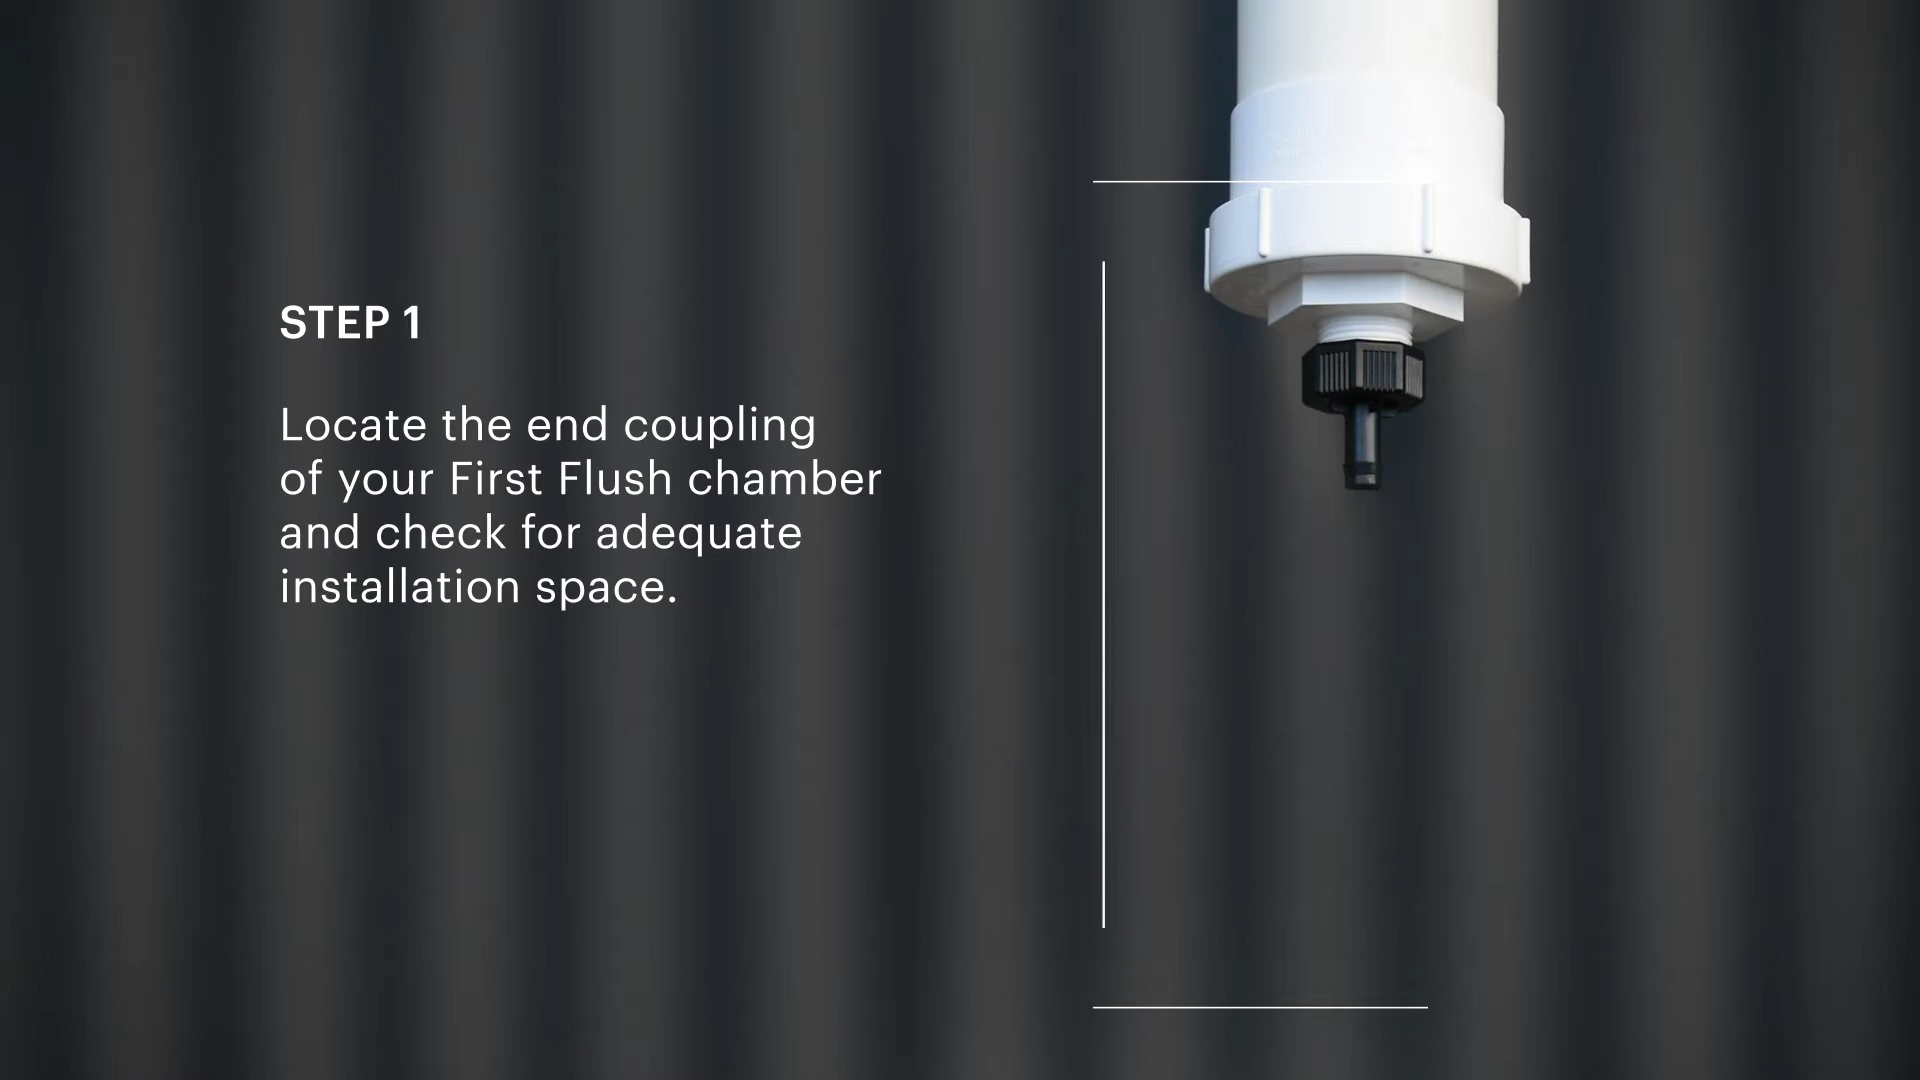 STEP 1
Locate the end coupling
of your First Flush chamber
and check for adequate
installation space.